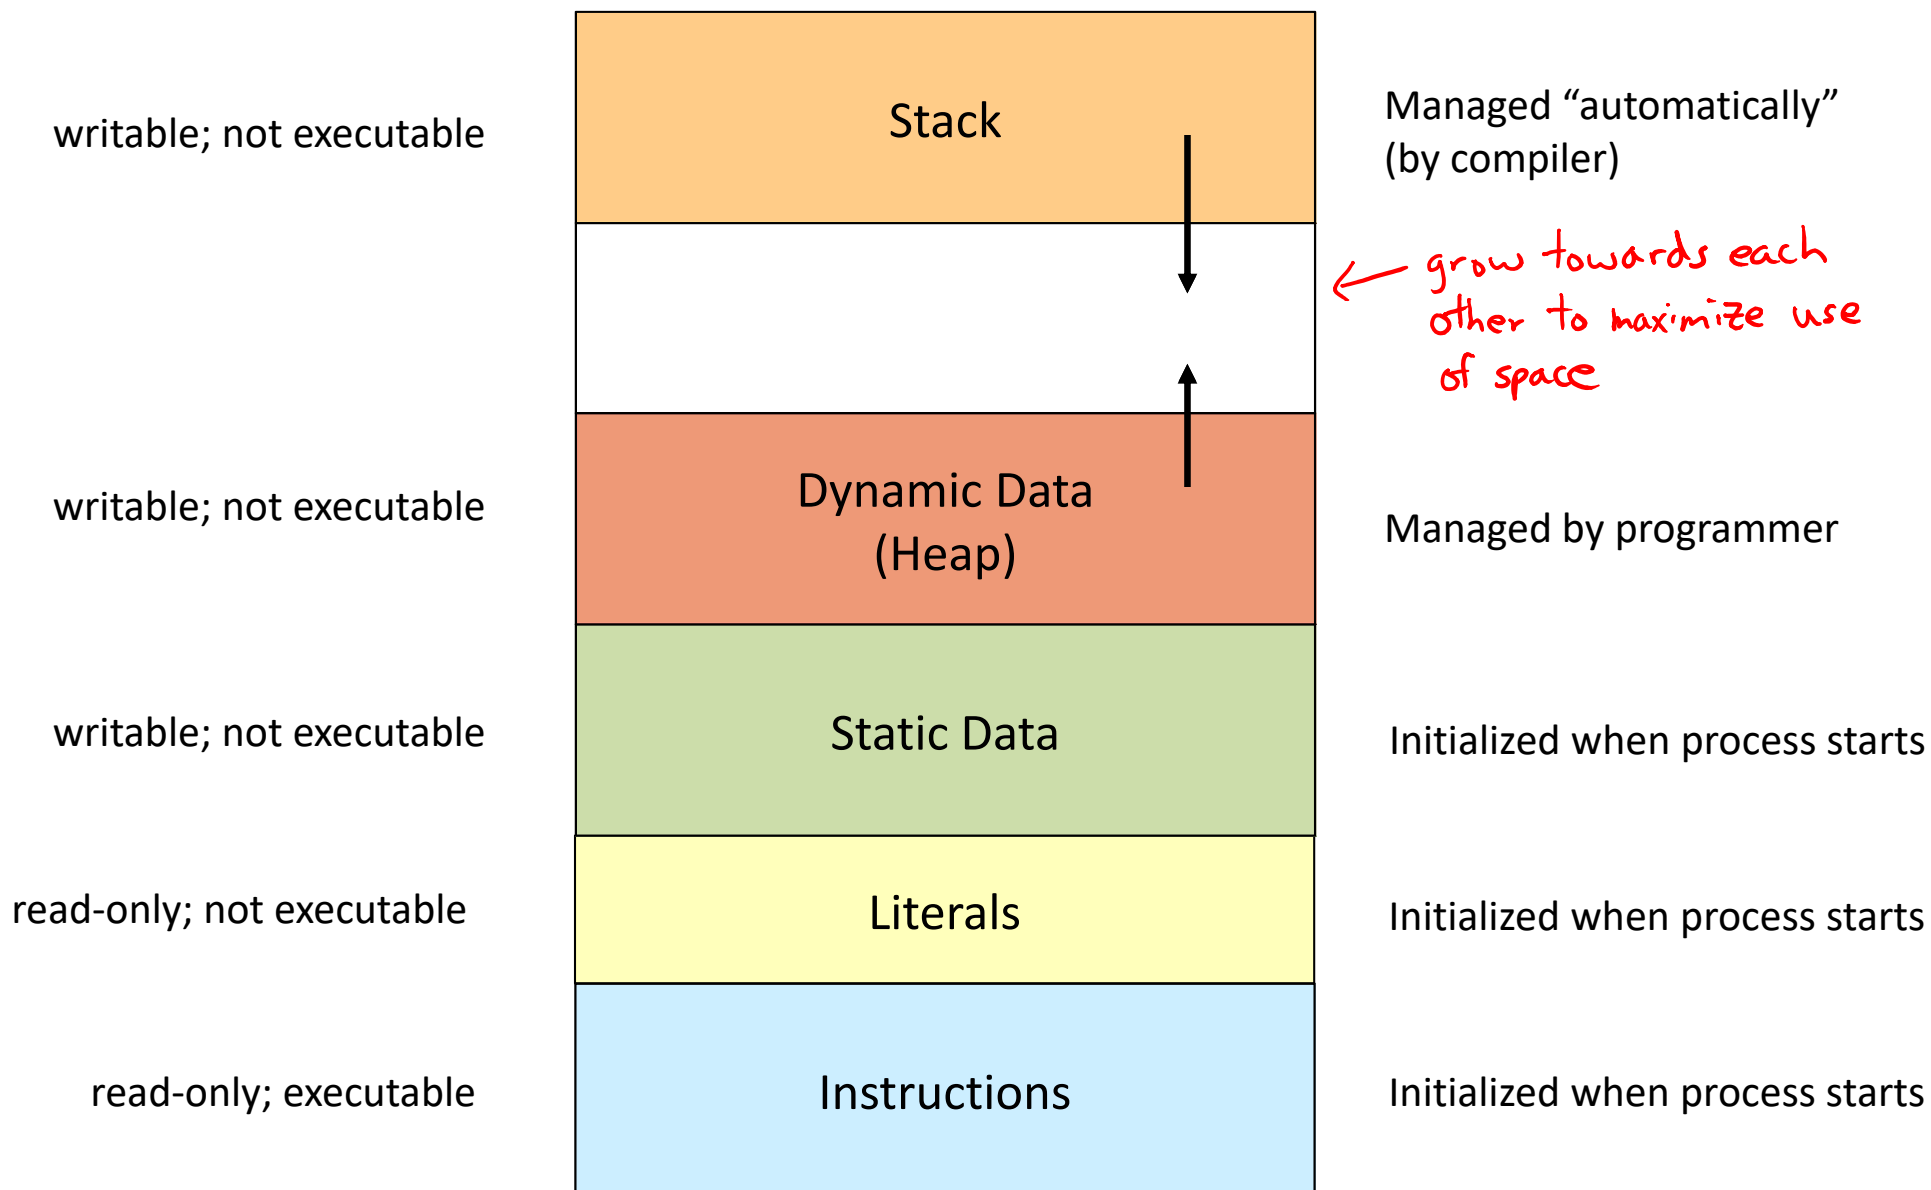 writable; not executable
Stack
Managed “automatically”
(by compiler)
grow towards each
other to maximize use
of space
writable; not executable
Dynamic Data
(Heap)
Managed by programmer
writable; not executable
Static Data
Initialized when process starts
read-only; not executable
Literals
Initialized when process starts
read-only; executable
Instructions
Initialized when process starts